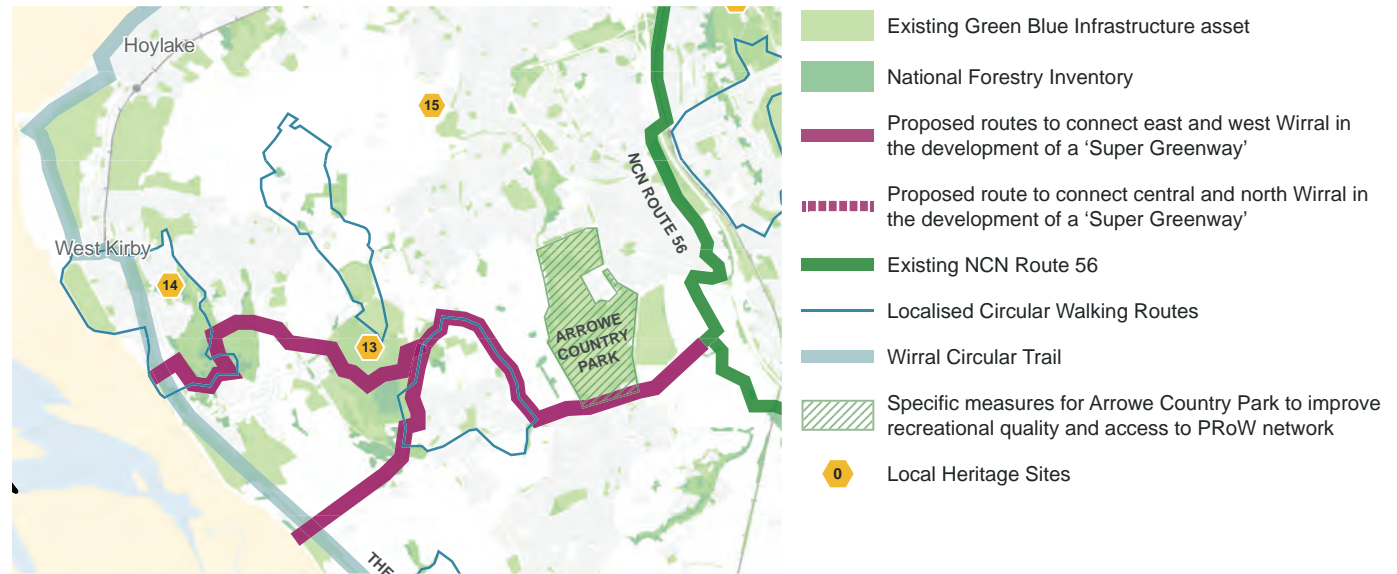 Hoylake
15
NCN ROUTE 56
West Kirby
14
13
ARROWE
COUNTRY
PARK
THE
Existing Green Blue Infrastructure asset
National Forestry Inventory
Proposed routes to connect east and west Wirral in
the development of a ‘Super Greenway’
Proposed route to connect central and north Wirral in
the development of a ‘Super Greenway’
Existing NCN Route 56
Localised Circular Walking Routes
Wirral Circular Trail
Specific measures for Arrowe Country Park to improve
recreational quality and access to PRoW network
0
Local Heritage Sites